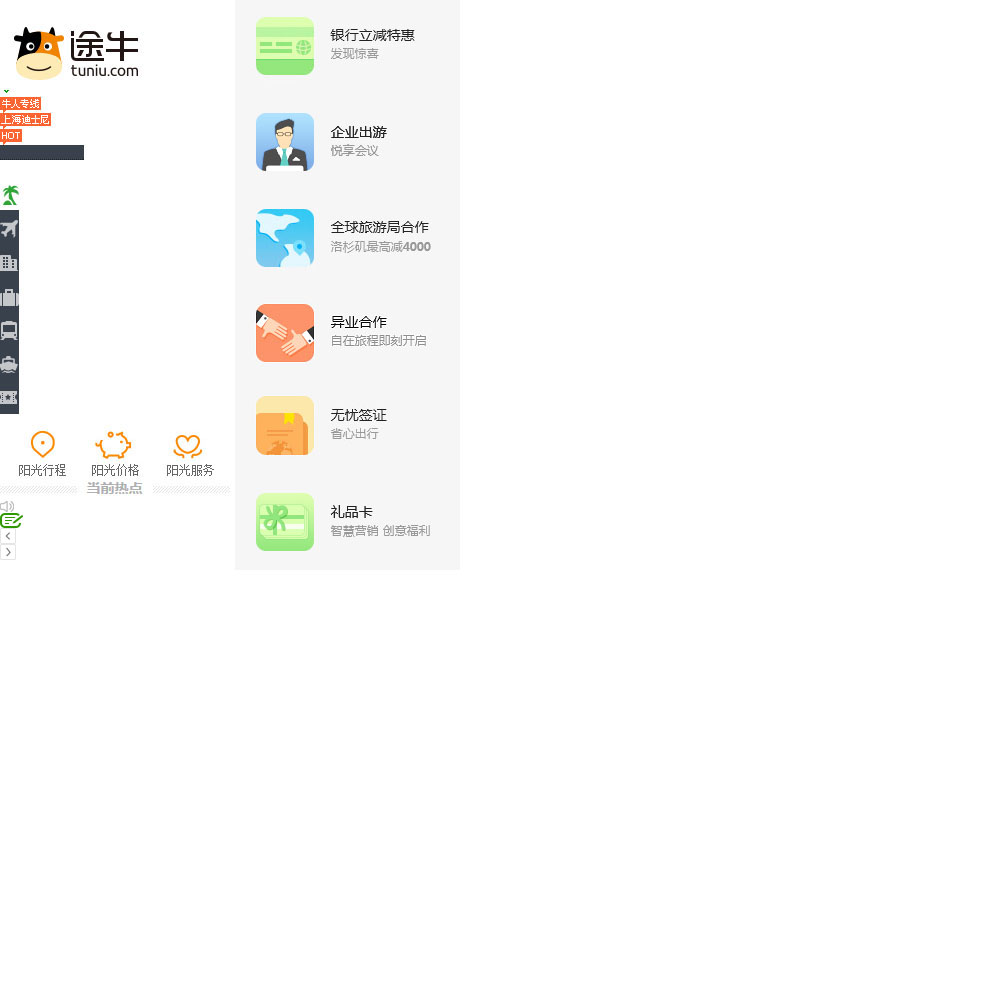 途牛
tuniu.com
牛人专线
上海迪士尼
HOT
阳光行程
阳光价格
阳光服务
当前热点
银行立减特惠
发现惊喜
企业出游
悦享会议
全球旅游局合作
洛杉矶最高减4000
异业合作
自在旅程即刻开启
无忧签证
省心出行
礼品卡
智慧营销 创意福利